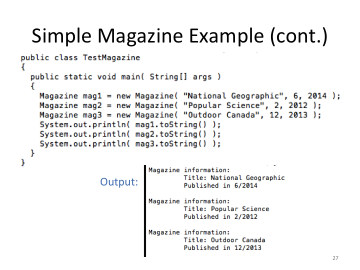 Simple Magazine Example (cont.)
public class TestMagazine
{
  public static void main( String[] args )
  {
    Magazine mag1 = new Magazine( "National Geographic", 6, 2014 );
    Magazine mag2 = new Magazine( "Popular Science", 2, 2012 );
    Magazine mag3 = new Magazine( "Outdoor Canada", 12, 2013 );
    System.out.println( mag1.toString() );
    System.out.println( mag2.toString() );
    System.out.println( mag3.toString() );
  }
}
Output:
Magazine information:
        Title: National Geographic
        Published in 6/2014
Magazine information:
        Title: Popular Science
        Published in 2/2012
Magazine information:
        Title: Outdoor Canada
        Published in 12/2013
27